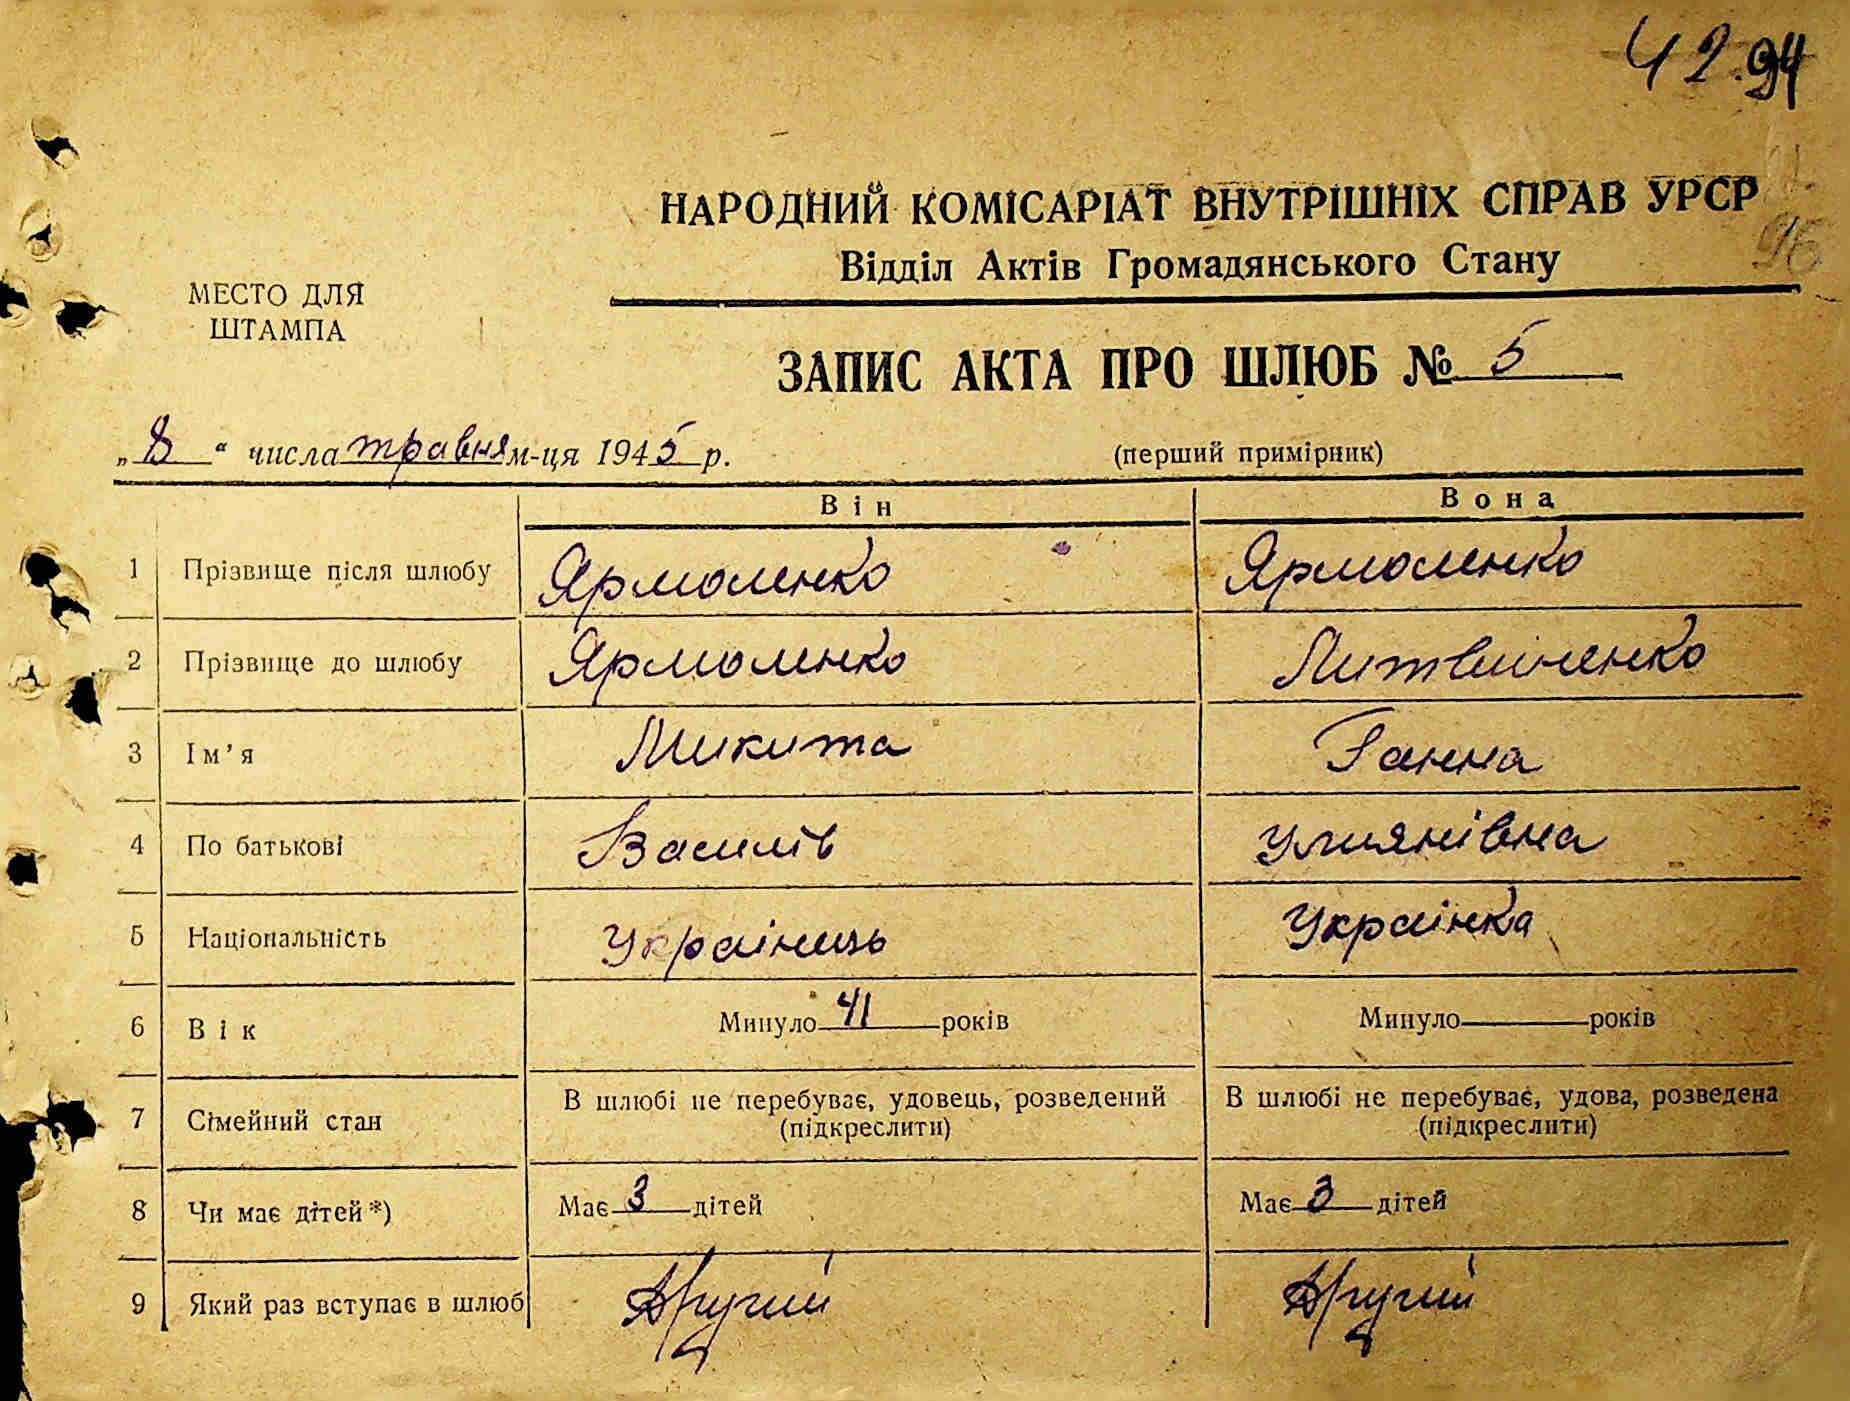 42.94
НАРОДНИЙ КОМІСАРІАТ ВНУТРІШНІХ СПРАВ УРСР
96
Відділ Актів Громадянського Стану
МЕСТО ДЛЯ
ШТАМПА
ЗАПИС АКТА ПРО ШЛЮБ № 5
„8“ числа травня м-ця 1945 р.
(перший примірник)
Він Вона
1 Прізвище після шлюбу Ярмоленко Ярмоленко
2 Прізвище до шлюбу Ярмоленко Литвиненко
3 Ім’я Микита Ганна
4 По батькові Василів Улиянівна
5 Національність Украінець Украінка
6 Вік Минуло 41 років Минуло років
7 Сімейний стан В шлюбі не перебуває, удовець, розведений (підкреслити) В шлюбі не перебуває, удова, розведена (підкреслити)
8 Чи має дітей*) Має 3 дітей Має 3 дітей
9 Який раз вступає в шлюб Другий Другий